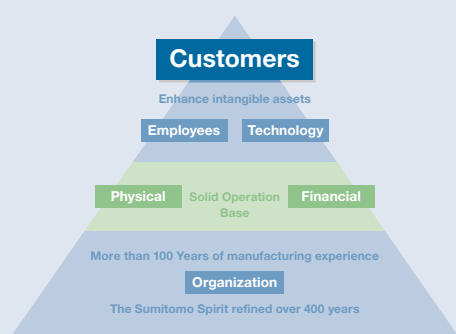 Customers
Enhance intangible assets
Employees Technology
Physical Solid Operation Financial
Base
More than 100 Years of manufacturing experience
Organization
The Sumitomo Spirit refined over 400 years